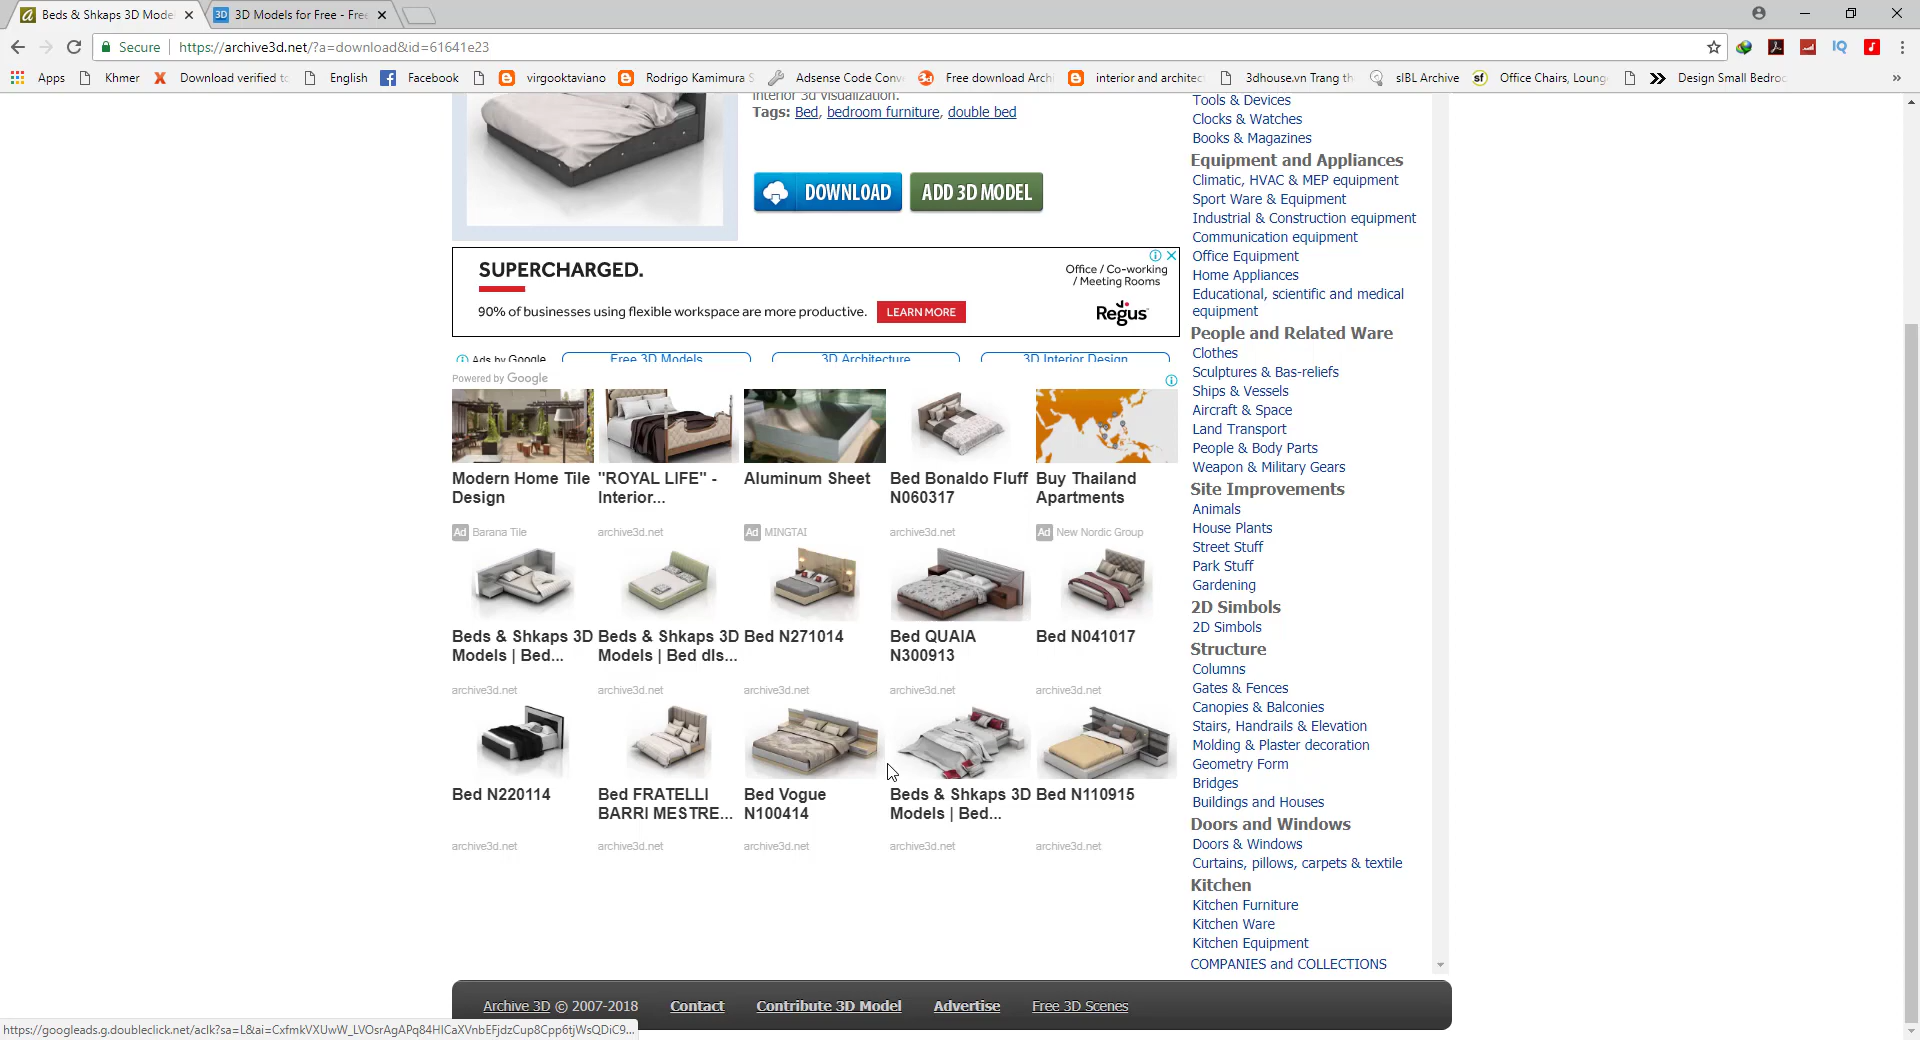 Beds & Shkaps 3D Mode
3D Models for Free - Free
Secure
https://archive3d.net/?a=download&id=61641e23
Apps
Khmer
Download verified to
English
Facebook
virgooktaviano
Rodrigo Kamimura S
Adsense Code Conv
Free download Archi
interior and architec
3dhouse.vn Trang th
sIBL Archive
Office Chairs, Loung
Design Small Bedroo
interior 3d visualization.
Tags: Bed, bedroom furniture, double bed
DOWNLOAD
ADD 3D MODEL
SUPERCHARGED.
90% of businesses using flexible workspace are more productive.
LEARN MORE
Office / Co-working
/ Meeting Rooms
Regus
Ads by Google
Free 3D Models
3D Architecture
3D Interior Design
Powered by Google
Modern Home Tile
Design
Ad Barana Tile
"ROYAL LIFE" -
Interior...
archive3d.net
Aluminum Sheet
Ad MINGTAI
Bed Bonaldo Fluff
N060317
archive3d.net
Buy Thailand
Apartments
Ad New Nordic Group
Beds & Shkaps 3D
Models | Bed...
archive3d.net
Beds & Shkaps 3D
Models | Bed dls...
archive3d.net
Bed N271014
archive3d.net
Bed QUAIA
N300913
archive3d.net
Bed N041017
archive3d.net
Bed N220114
archive3d.net
Bed FRATELLI
BARRI MESTRE...
archive3d.net
Bed Vogue
N100414
archive3d.net
Beds & Shkaps 3D
Models | Bed...
archive3d.net
Bed N110915
archive3d.net
Tools & Devices
Clocks & Watches
Books & Magazines
Equipment and Appliances
Climatic, HVAC & MEP equipment
Sport Ware & Equipment
Industrial & Construction equipment
Communication equipment
Office Equipment
Home Appliances
Educational, scientific and medical
equipment
People and Related Ware
Clothes
Sculptures & Bas-reliefs
Ships & Vessels
Aircraft & Space
Land Transport
People & Body Parts
Weapon & Military Gears
Site Improvements
Animals
House Plants
Street Stuff
Park Stuff
Gardening
2D Simbols
2D Simbols
Structure
Columns
Gates & Fences
Canopies & Balconies
Stairs, Handrails & Elevation
Molding & Plaster decoration
Geometry Form
Bridges
Buildings and Houses
Doors and Windows
Doors & Windows
Curtains, pillows, carpets & textile
Kitchen
Kitchen Furniture
Kitchen Ware
Kitchen Equipment
COMPANIES and COLLECTIONS
Archive 3D © 2007-2018
Contact
Contribute 3D Model
Advertise
Free 3D Scenes